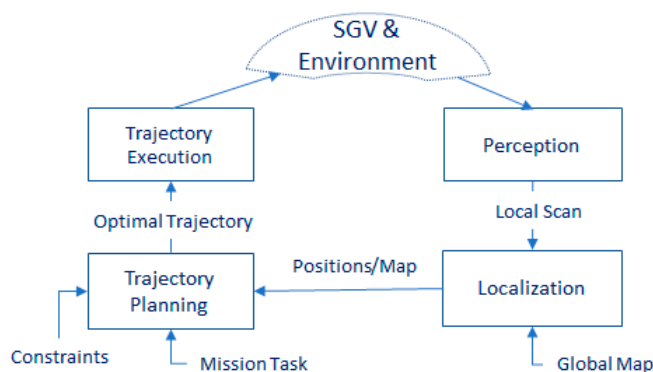 SGV &
Environment
Trajectory
Execution
Perception
Optimal Trajectory
Local Scan
Trajectory
Planning
Positions/Map
Localization
Constraints
Mission Task
Global Map